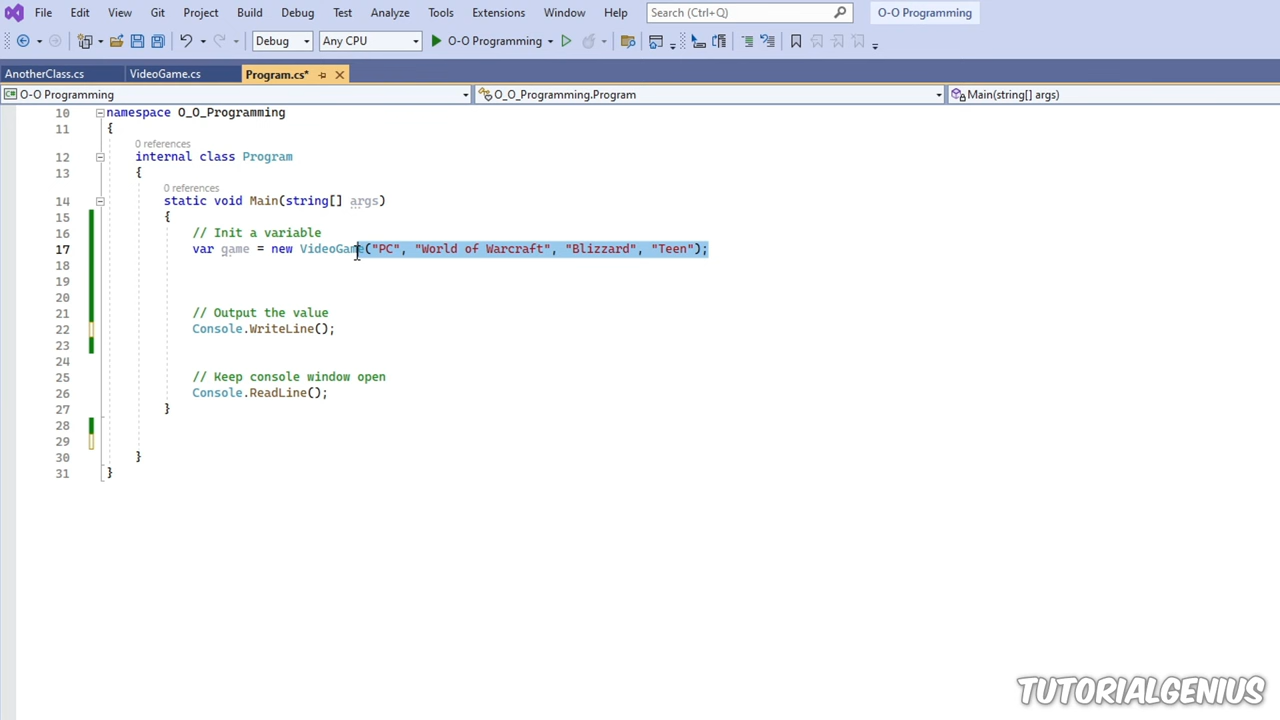 File Edit View Git Project Build Debug Test Analyze Tools Extensions Window Help Search (Ctrl+Q) O-O Programming
Debug Any CPU O-O Programming
AnotherClass.cs VideoGame.cs Program.cs*
O-O Programming O_O_Programming.Program Main(string[] args)
10 namespace O_O_Programming
11 {
0 references
12 internal class Program
13 {
0 references
14 static void Main(string[] args)
15 {
16 // Init a variable
17 var game = new VideoGame("PC", "World of Warcraft", "Blizzard", "Teen");
18
19
20
21 // Output the value
22 Console.WriteLine();
23
24
25 // Keep console window open
26 Console.ReadLine();
27 }
28
29
30 }
31 }
TUTORIALGENIUS